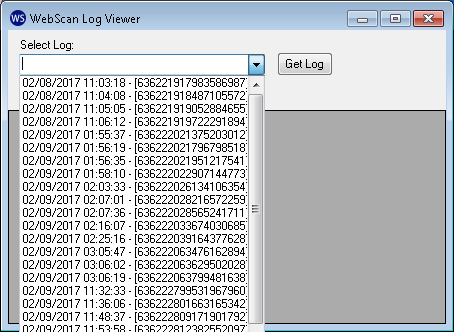 WS WebScan Log Viewer
Select Log:
Get Log
02/08/2017 11:03:18 - [636221917983586987]
02/08/2017 11:04:08 - [636221918487105572]
02/08/2017 11:05:05 - [636221919052884655]
02/08/2017 11:06:12 - [636221919722291894]
02/09/2017 01:55:37 - [636222021375203012]
02/09/2017 01:56:19 - [636222021796798518]
02/09/2017 01:56:35 - [636222021951217541]
02/09/2017 01:58:10 - [636222022907144773]
02/09/2017 02:03:33 - [636222026134106354]
02/09/2017 02:07:01 - [636222028216572259]
02/09/2017 02:07:36 - [636222028565241711]
02/09/2017 02:16:07 - [636222033674030685]
02/09/2017 02:25:16 - [636222039164377628]
02/09/2017 03:05:47 - [636222063476162894]
02/09/2017 03:06:02 - [636222063629502028]
02/09/2017 03:06:19 - [636222063799481638]
02/09/2017 11:32:33 - [636222799531967960]
02/09/2017 11:36:06 - [636222801663165342]
02/09/2017 11:48:37 - [636222809171901792]
02/09/2017 11:53:58 - [636222812382552097]